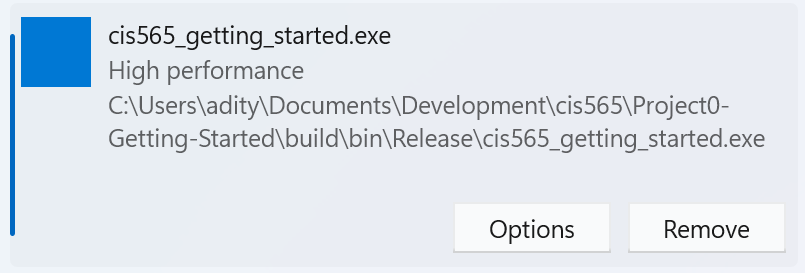 cis565_getting_started.exe
High performance
C:\Users\adity\Documents\Development\cis565\Project0-
Getting-Started\build\bin\Release\cis565_getting_started.exe
Options
Remove